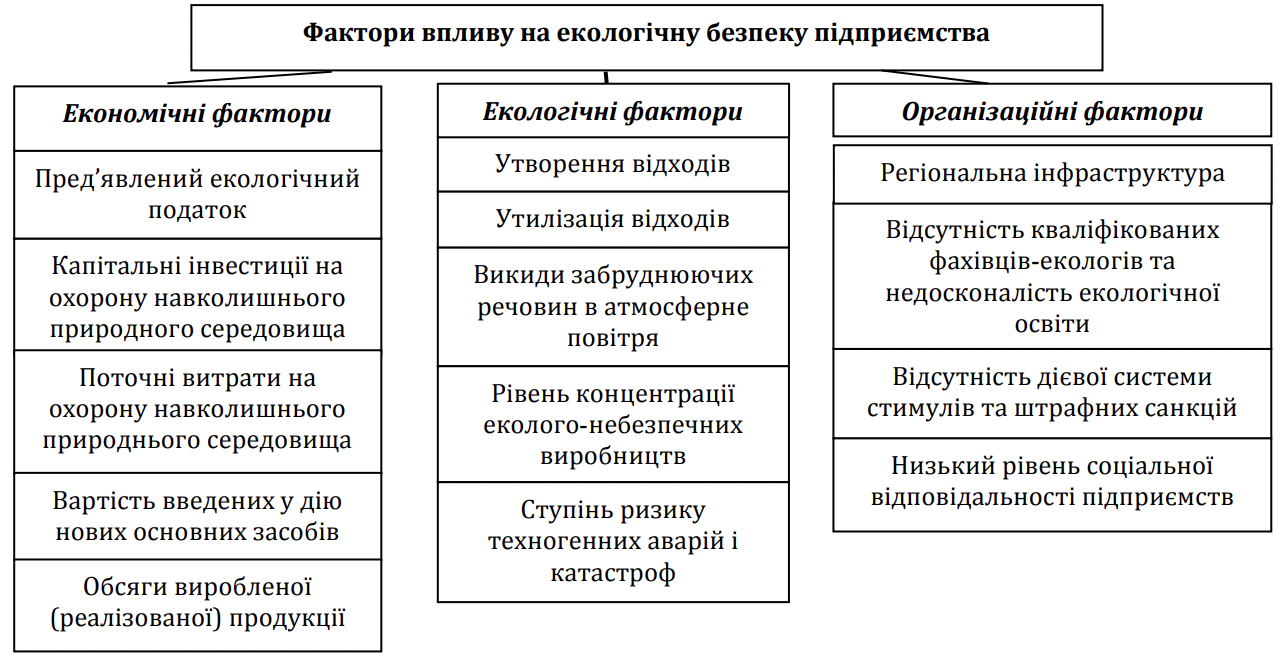 Фактори впливу на екологічну безпеку підприємства
Економічні фактори
Пред’явлений екологічний
податок
Капітальні інвестиції на
охорону навколишнього
природного середовища
Поточні витрати на
охорону навколишнього
природнього середовища
Вартість введених у дію
нових основних засобів
Обсяги виробленої
(реалізованої) продукції
Екологічні фактори
Утворення відходів
Утилізація відходів
Викиди забруднюючих
речовин в атмосферне
повітря
Рівень концентрації
еколого-небезпечних
виробництв
Ступінь ризику
техногенних аварій і
катастроф
Організаційні фактори
Регіональна інфраструктура
Відсутність кваліфікованих
фахівців-екологів та
недосконалість екологічної
освіти
Відсутність дієвої системи
стимулів та штрафних санкцій
Низький рівень соціальної
відповідальності підприємств